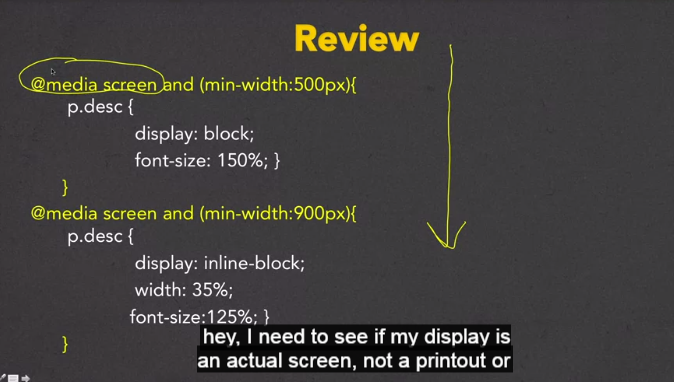 Review
@media screen and (min-width:500px){
p.desc {
display: block;
font-size: 150%; }
}
@media screen and (min-width:900px){
p.desc {
display: inline-block;
width: 35%;
font-size:125%; }
}
hey, I need to see if my display is
an actual screen, not a printout or